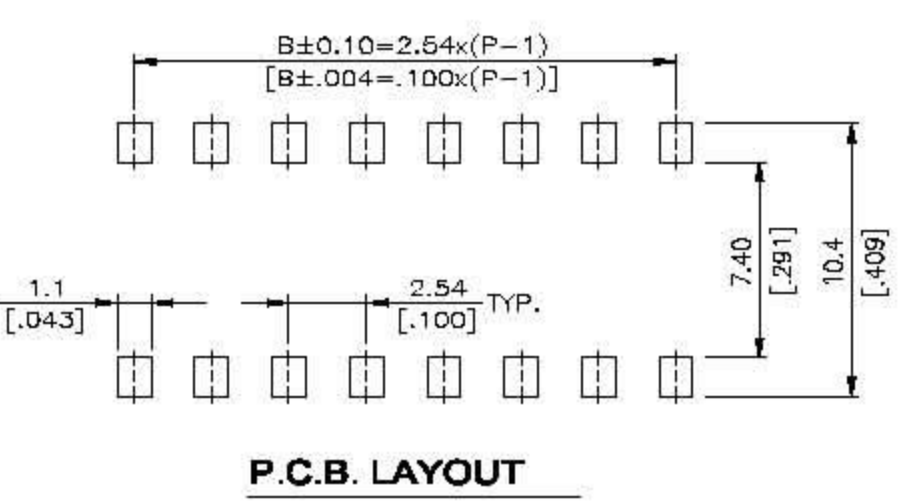 B±0.10=2.54x(P-1)
[B±.004=.100x(P-1)]
7.40
[.291]
10.4
[.409]
1.1
[.043]
2.54
[.100]
TYP.
P.C.B. LAYOUT